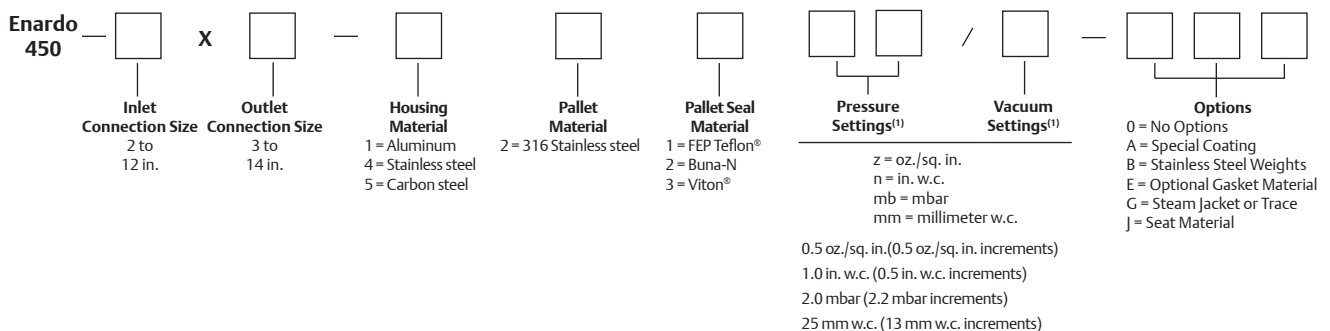 Enardo
450
—
X
—
/
—
Inlet
Connection Size
2 to
12 in.
Outlet
Connection Size
3 to
14 in.
Housing
Material
1 = Aluminum
4 = Stainless steel
5 = Carbon steel
Pallet
Material
2 = 316 Stainless steel
Pallet Seal
Material
1 = FEP Teflon®
2 = Buna-N
3 = Viton®
Pressure
Settings(1)
Vacuum
Settings(1)
z = oz./sq. in.
n = in. w.c.
mb = mbar
mm = millimeter w.c.
0.5 oz./sq. in.(0.5 oz./sq. in. increments)
1.0 in. w.c. (0.5 in. w.c. increments)
2.0 mbar (2.2 mbar increments)
25 mm w.c. (13 mm w.c. increments)
Options
0 = No Options
A = Special Coating
B = Stainless Steel Weights
E = Optional Gasket Material
G = Steam Jacket or Trace
J = Seat Material